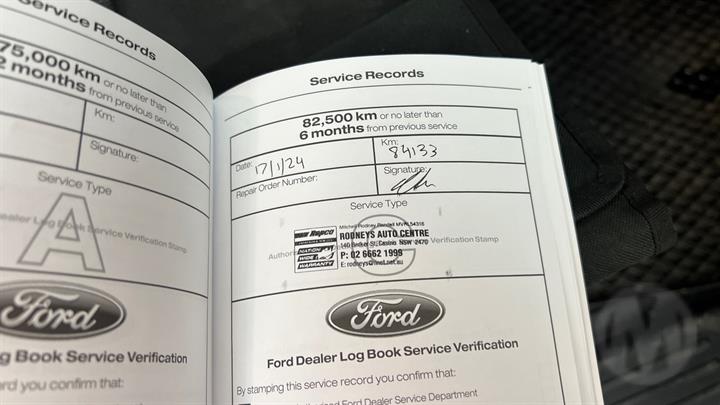 Service Records
75,000 km or no later than
2 months from previous service
Km:
Signature:
Service Type
A
Dealer Log Book Service Verification Stamp
Ford
g Book Service Verification
rd you confirm that:
Service Records
82,500 km or no later than
6 months from previous service
Date: 17/1/24
Km: 84133
Repair Order Number:
Signature:
Service Type
Repco
NATION
WIDE
WARRANTY
RODNEYS AUTO CENTRE
NSW 2470
P: 02 6662 1999
Verification Stamp
Ford
Ford Dealer Log Book Service Verification
By stamping this service record you confirm that:
Ford Dealer Service Department
M